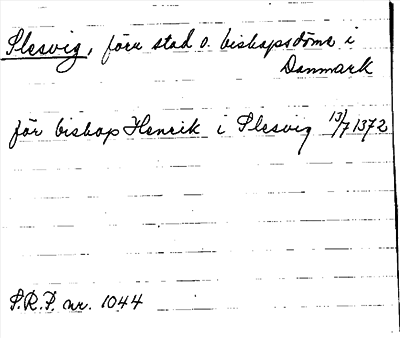 Slesvig, förr stad o. biskopsdöme i
Danmark
för biskop Henrik i Slesvig 13/7 1372
S.R.P. nr. 1044